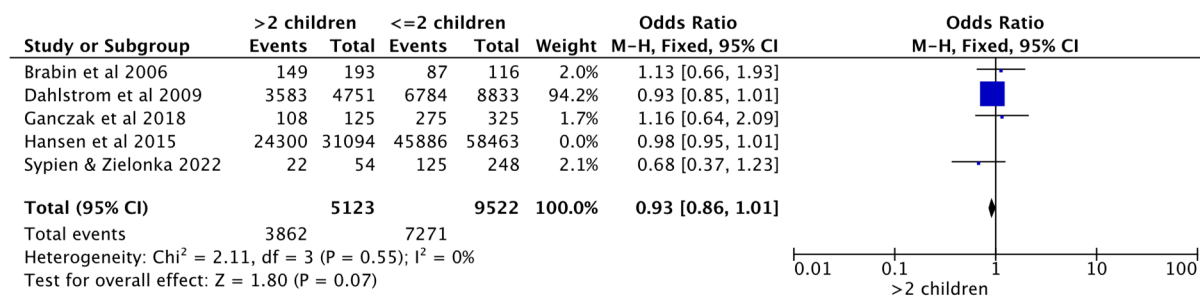 >2 children <=2 children Odds Ratio Odds Ratio
Study or Subgroup Events Total Events Total Weight M-H, Fixed, 95% CI M-H, Fixed, 95% CI
Brabin et al 2006 149 193 87 116 2.0% 1.13 [0.66, 1.93]
Dahlstrom et al 2009 3583 4751 6784 8833 94.2% 0.93 [0.85, 1.01]
Ganczak et al 2018 108 125 275 325 1.7% 1.16 [0.64, 2.09]
Hansen et al 2015 24300 31094 45886 58463 0.0% 0.98 [0.95, 1.01]
Sypien & Zielonka 2022 22 54 125 248 2.1% 0.68 [0.37, 1.23]
Total (95% CI) 5123 9522 100.0% 0.93 [0.86, 1.01]
Total events 3862 7271
Heterogeneity: Chi² = 2.11, df = 3 (P = 0.55); I² = 0%
Test for overall effect: Z = 1.80 (P = 0.07)
0.01 0.1 1 10 100
>2 children